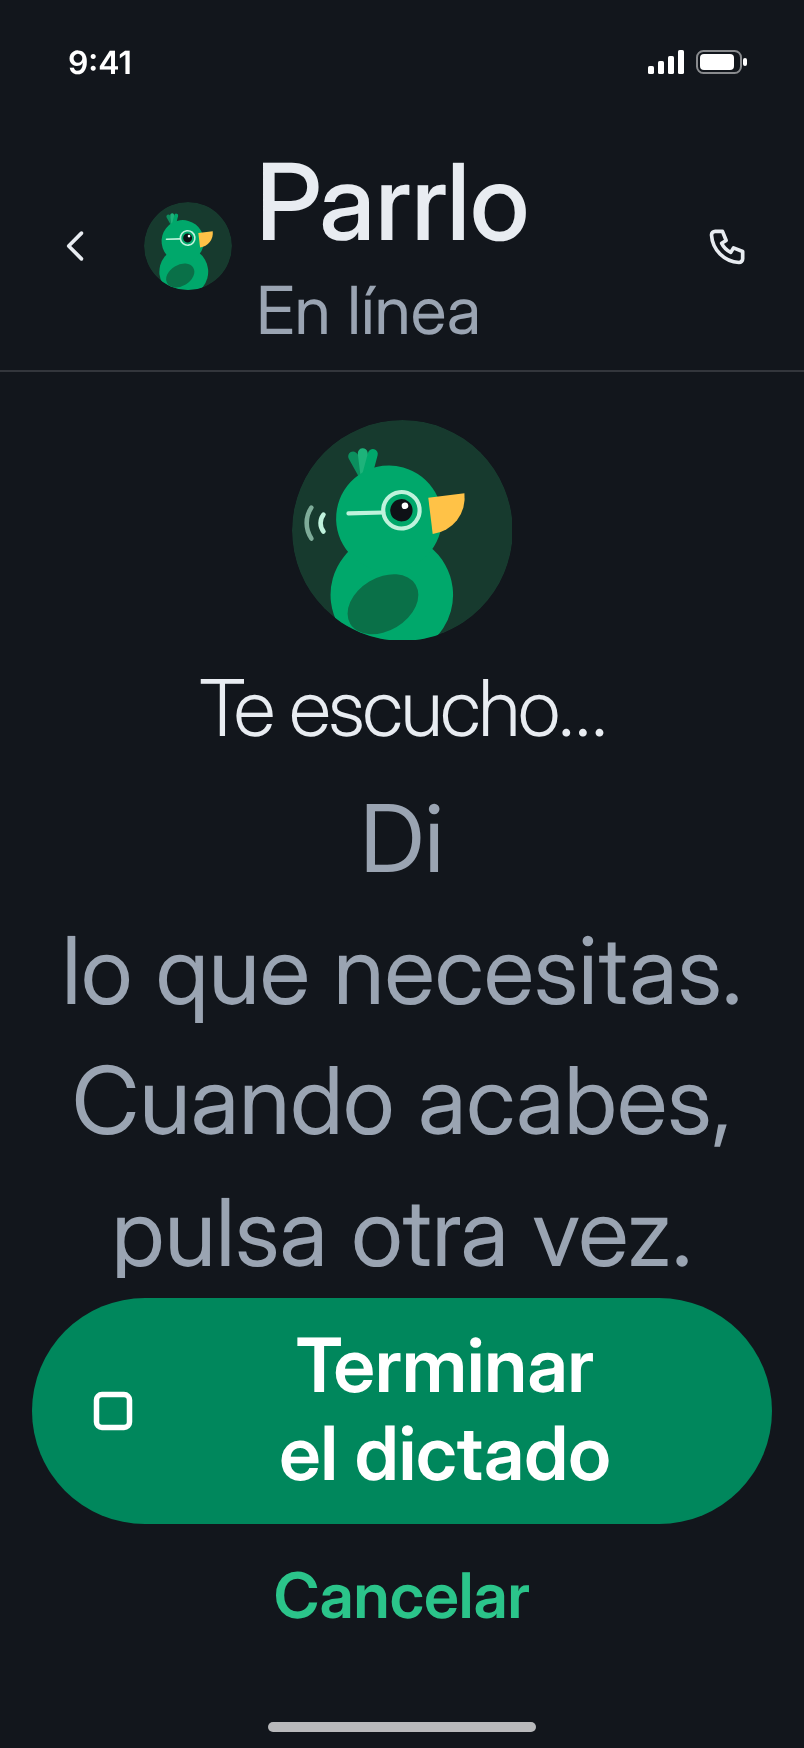 9:41
Parrlo
En línea
Te escucho...
Di
lo que necesitas.
Cuando acabes,
pulsa otra vez.
Terminar
el dictado
Cancelar